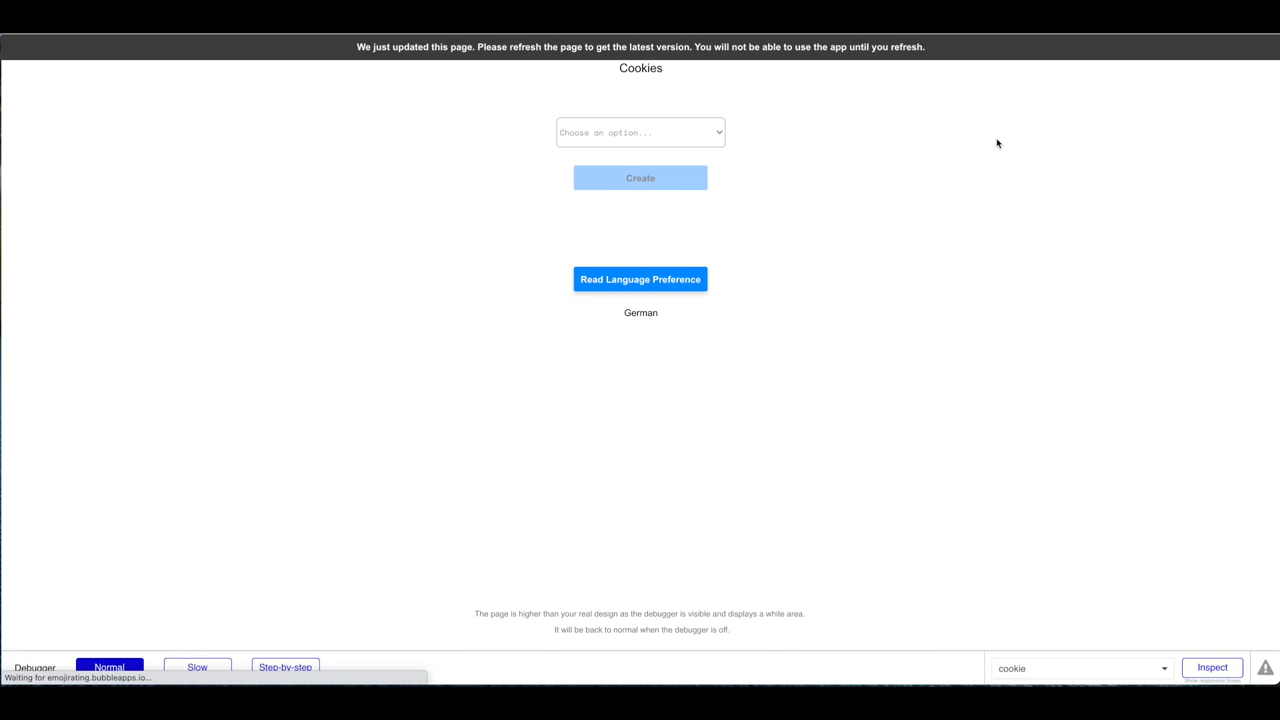 We just updated this page. Please refresh the page to get the latest version. You will not be able to use the app until you refresh.
Cookies
Choose an option...
Create
Read Language Preference
German
The page is higher than your real design as the debugger is visible and displays a white area.
It will be back to normal when the debugger is off.
Debugger Normal Slow Step-by-step cookie Inspect
Show responsive boxes
Waiting for emojirating.bubbleapps.io...